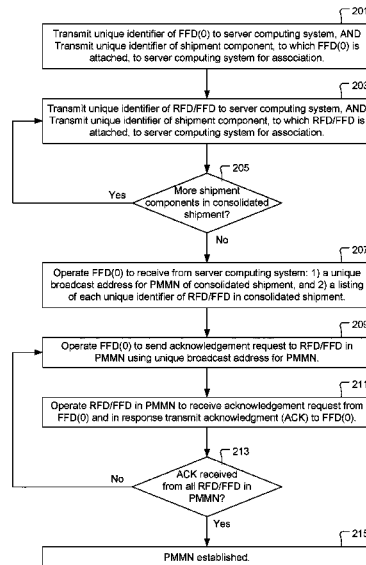 201
Transmit unique identifier of FFD(0) to server computing system, AND
Transmit unique identifier of shipment component, to which FFD(0) is
attached, to server computing system for association.
203
Transmit unique identifier of RFD/FFD to server computing system, AND
Transmit unique identifier of shipment component, to which RFD/FFD is
attached, to server computing system for association.
205
Yes
More shipment
components in consolidated
shipment?
No
207
Operate FFD(0) to receive from server computing system: 1) a unique
broadcast address for PMMN of consolidated shipment, and 2) a listing
of each unique identifier of RFD/FFD in consolidated shipment.
209
Operate FFD(0) to send acknowledgement request to RFD/FFD in
PMMN using unique broadcast address for PMMN.
211
Operate RFD/FFD in PMMN to receive acknowledgement request from
FFD(0) and in response transmit acknowledgment (ACK) to FFD(0).
213
No
ACK received
from all RFD/FFD in
PMMN?
Yes
215
PMMN established.